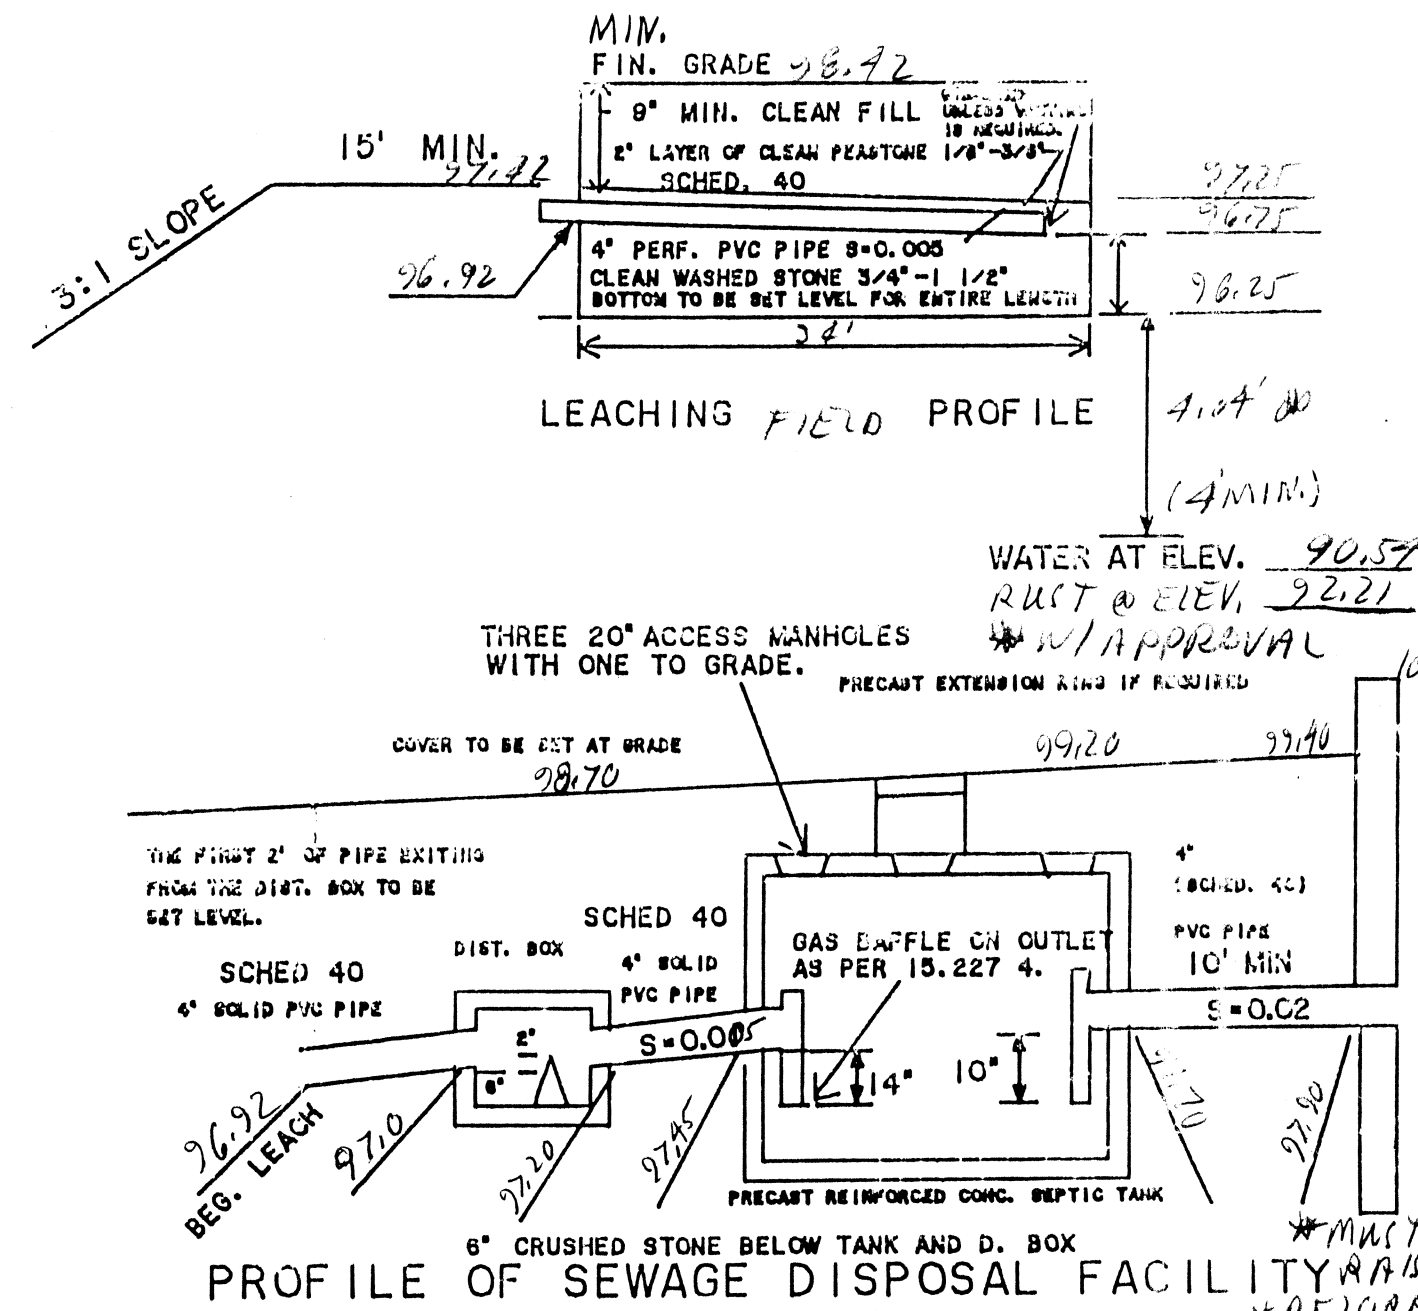 MIN.
FIN. GRADE 98.42
9" MIN. CLEAN FILL
UNLESS
IS REQUIRED.
15' MIN.
2" LAYER OF CLEAN PEASTONE 1/8"-3/8"
97.42
SCHED. 40
97.25
96.75
3:1 SLOPE
4" PERF. PVC PIPE S=0.005
96.92
CLEAN WASHED STONE 3/4"-1 1/2"
96.25
BOTTOM TO BE SET LEVEL FOR ENTIRE LENGTH
LEACHING FIELD PROFILE
4.04'
(4' MIN.)
WATER AT ELEV.
RUST @ ELEV. 92.21
* W/ APPROVAL
THREE 20" ACCESS MANHOLES
WITH ONE TO GRADE.
PRECAST EXTENSION RING IF REQUIRED
COVER TO BE SET AT GRADE
98.70
99.20
99.40
THE FIRST 2' OF PIPE EXITING
FROM THE DIST. BOX TO BE
SET LEVEL.
4"
(SCHED. 40)
PVC PIPE
10' MIN
S=0.02
SCHED 40
4" SOLID
PVC PIPE
DIST. BOX
GAS BAFFLE ON OUTLET
AS PER 15.227 4.
SCHED 40
4" SOLID PVC PIPE
2"
6"
14"
10"
96.92
BEG. LEACH
97.0
97.20
97.45
97.90
PRECAST REINFORCED CONC. SEPTIC TANK
6" CRUSHED STONE BELOW TANK AND D. BOX
* MUST
PROFILE OF SEWAGE DISPOSAL FACILITY